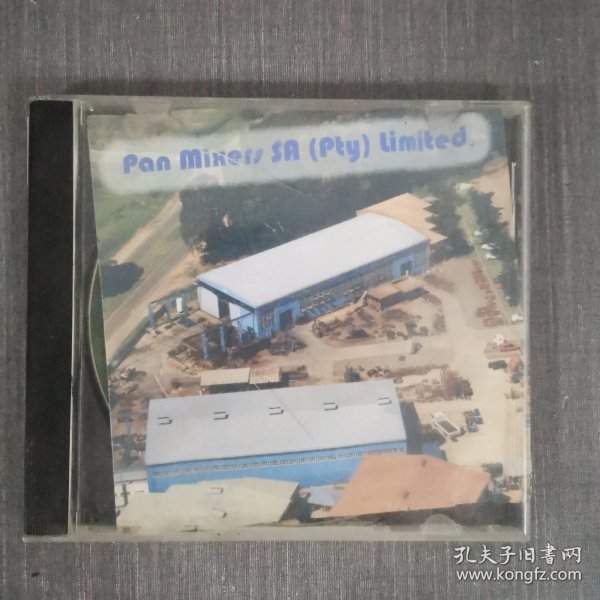 Pan Mixers SA (Pty) Limited
孔夫子旧书网
www.kongfz.com